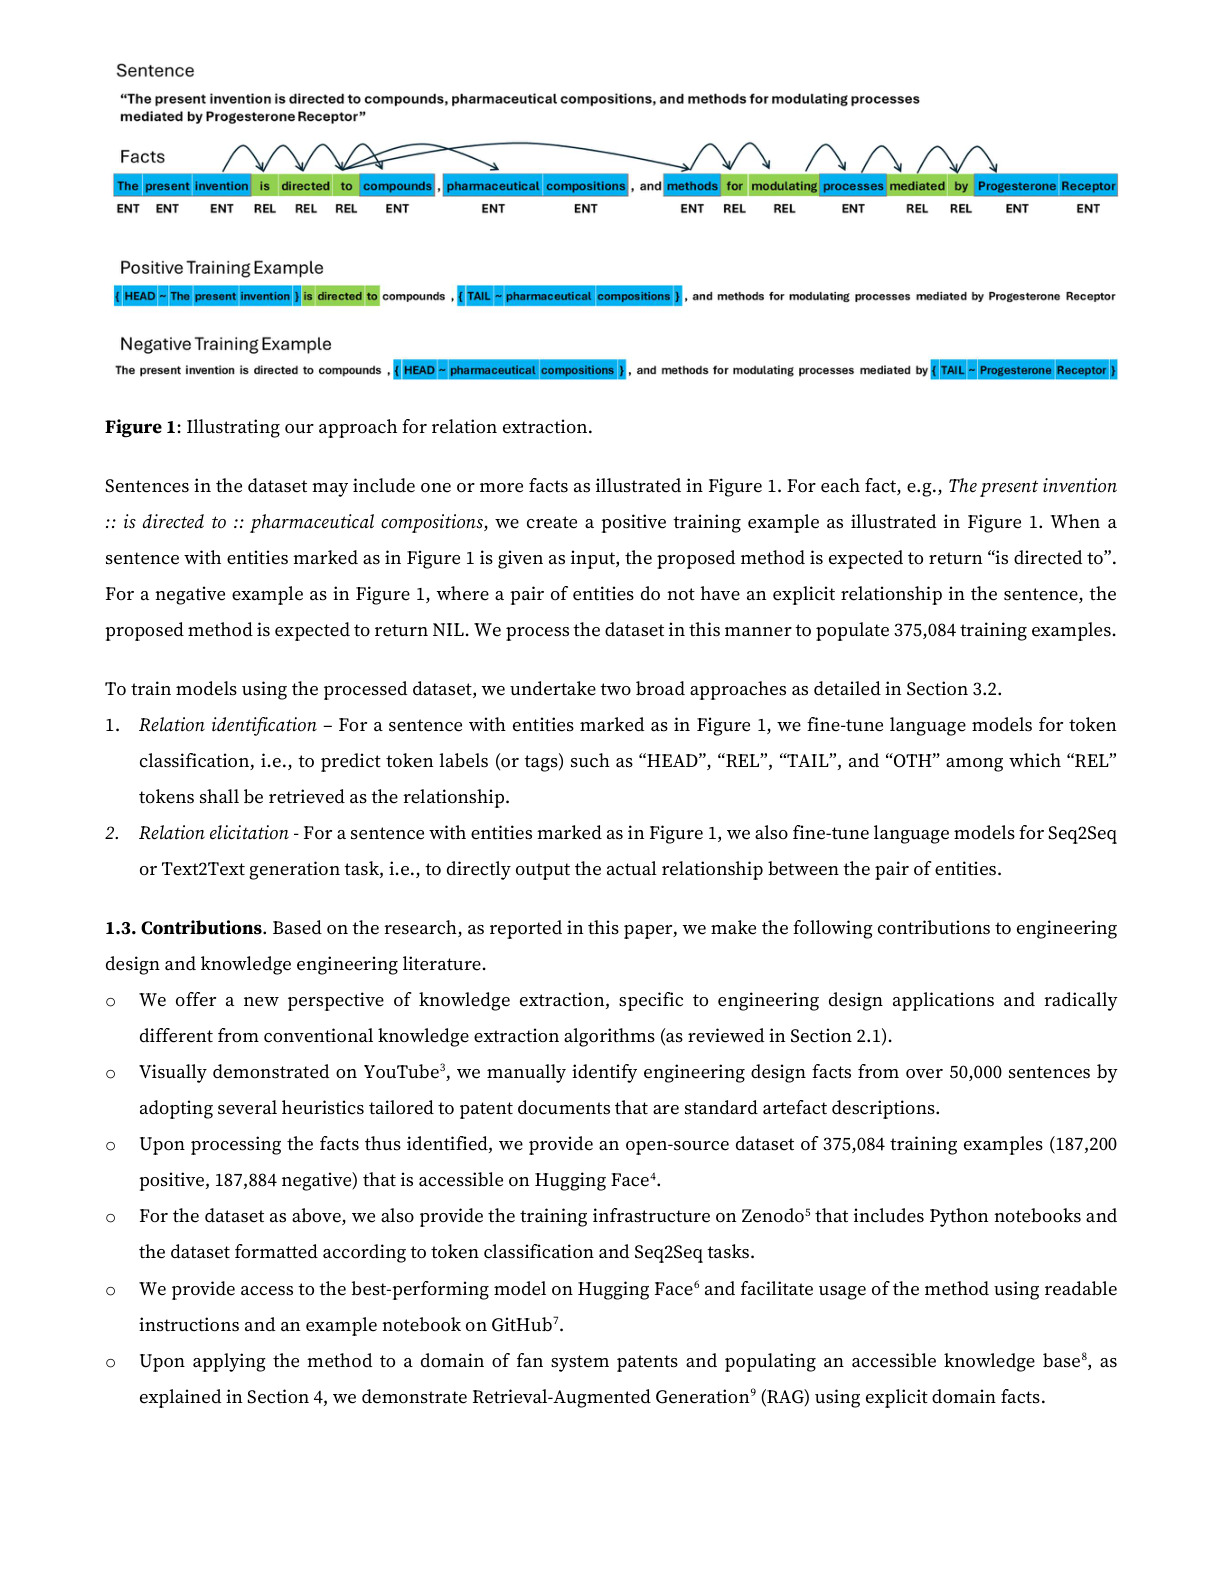 Sentence
“The present invention is directed to compounds, pharmaceutical compositions, and methods for modulating processes
mediated by Progesterone Receptor”
Facts
The present invention is directed to compounds , pharmaceutical compositions , and methods for modulating processes mediated by Progesterone Receptor
ENT ENT ENT REL REL REL ENT ENT ENT ENT REL REL ENT REL REL ENT ENT
Positive Training Example
{ HEAD ~ The present invention } is directed to compounds , { TAIL ~ pharmaceutical compositions } , and methods for modulating processes mediated by Progesterone Receptor
Negative Training Example
The present invention is directed to compounds , { HEAD ~ pharmaceutical compositions } , and methods for modulating processes mediated by { TAIL ~ Progesterone Receptor }
Figure 1: Illustrating our approach for relation extraction.
Sentences in the dataset may include one or more facts as illustrated in Figure 1. For each fact, e.g., The present invention
:: is directed to :: pharmaceutical compositions, we create a positive training example as illustrated in Figure 1. When a
sentence with entities marked as in Figure 1 is given as input, the proposed method is expected to return “is directed to”.
For a negative example as in Figure 1, where a pair of entities do not have an explicit relationship in the sentence, the
proposed method is expected to return NIL. We process the dataset in this manner to populate 375,084 training examples.
To train models using the processed dataset, we undertake two broad approaches as detailed in Section 3.2.
1. Relation identification – For a sentence with entities marked as in Figure 1, we fine-tune language models for token
classification, i.e., to predict token labels (or tags) such as “HEAD”, “REL”, “TAIL”, and “OTH” among which “REL”
tokens shall be retrieved as the relationship.
2. Relation elicitation - For a sentence with entities marked as in Figure 1, we also fine-tune language models for Seq2Seq
or Text2Text generation task, i.e., to directly output the actual relationship between the pair of entities.
1.3. Contributions. Based on the research, as reported in this paper, we make the following contributions to engineering
design and knowledge engineering literature.
o We offer a new perspective of knowledge extraction, specific to engineering design applications and radically
different from conventional knowledge extraction algorithms (as reviewed in Section 2.1).
o Visually demonstrated on YouTube³, we manually identify engineering design facts from over 50,000 sentences by
adopting several heuristics tailored to patent documents that are standard artefact descriptions.
o Upon processing the facts thus identified, we provide an open-source dataset of 375,084 training examples (187,200
positive, 187,884 negative) that is accessible on Hugging Face⁴.
o For the dataset as above, we also provide the training infrastructure on Zenodo⁵ that includes Python notebooks and
the dataset formatted according to token classification and Seq2Seq tasks.
o We provide access to the best-performing model on Hugging Face⁶ and facilitate usage of the method using readable
instructions and an example notebook on GitHub⁷.
o Upon applying the method to a domain of fan system patents and populating an accessible knowledge base⁸, as
explained in Section 4, we demonstrate Retrieval-Augmented Generation⁹ (RAG) using explicit domain facts.